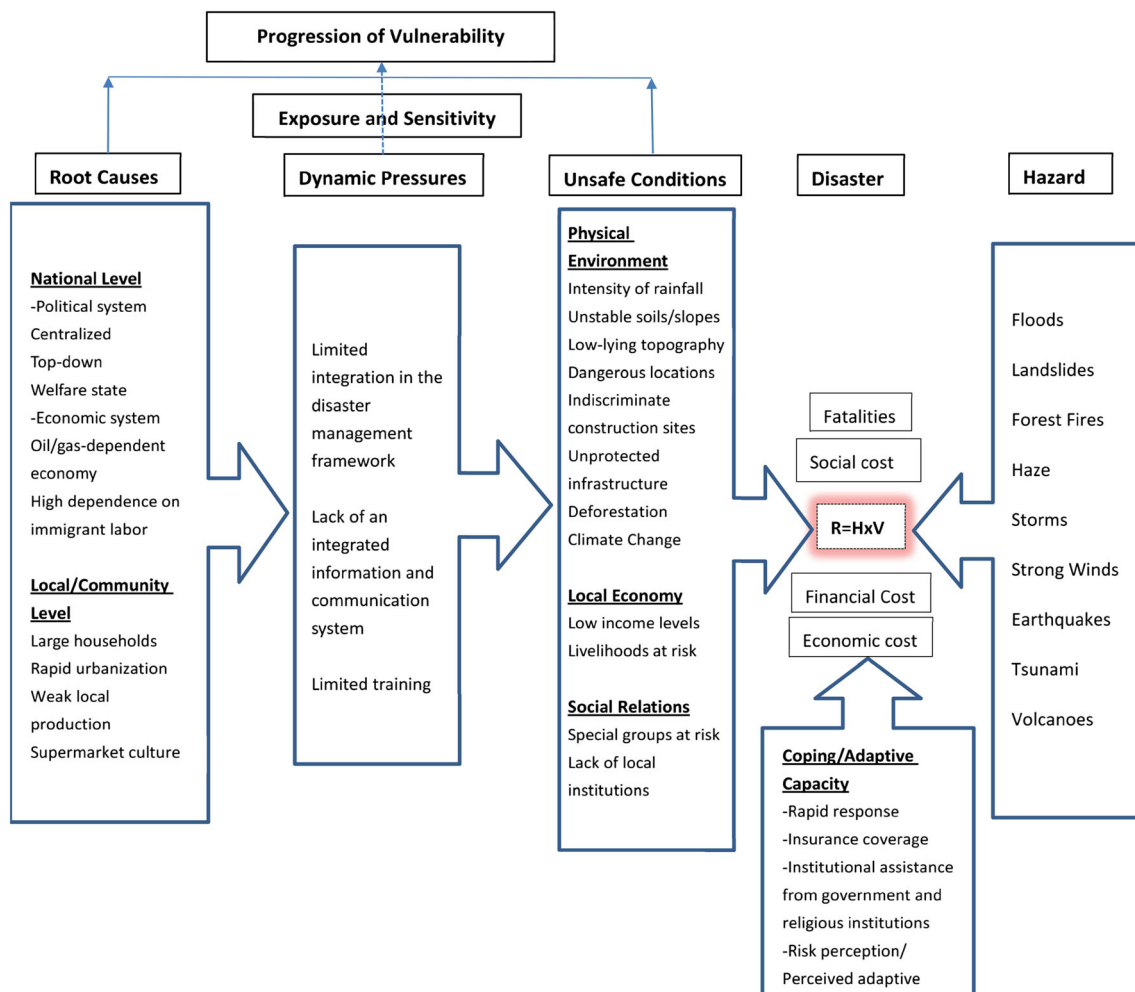 Progression of Vulnerability
Exposure and Sensitivity
Root Causes
Dynamic Pressures
Unsafe Conditions
Disaster
Hazard
National Level
-Political system
Centralized
Top-down
Welfare state
-Economic system
Oil/gas-dependent
economy
High dependence on
immigrant labor
Local/Community
Level
Large households
Rapid urbanization
Weak local
production
Supermarket culture
Limited
integration in the
disaster
management
framework
Lack of an
integrated
information and
communication
system
Limited training
Physical
Environment
Intensity of rainfall
Unstable soils/slopes
Low-lying topography
Dangerous locations
Indiscriminate
construction sites
Unprotected
infrastructure
Deforestation
Climate Change
Local Economy
Low income levels
Livelihoods at risk
Social Relations
Special groups at risk
Lack of local
institutions
Fatalities
Social cost
R=HxV
Financial Cost
Economic cost
Coping/Adaptive
Capacity
-Rapid response
-Insurance coverage
-Institutional assistance
from government and
religious institutions
-Risk perception/
Perceived adaptive
Floods
Landslides
Forest Fires
Haze
Storms
Strong Winds
Earthquakes
Tsunami
Volcanoes